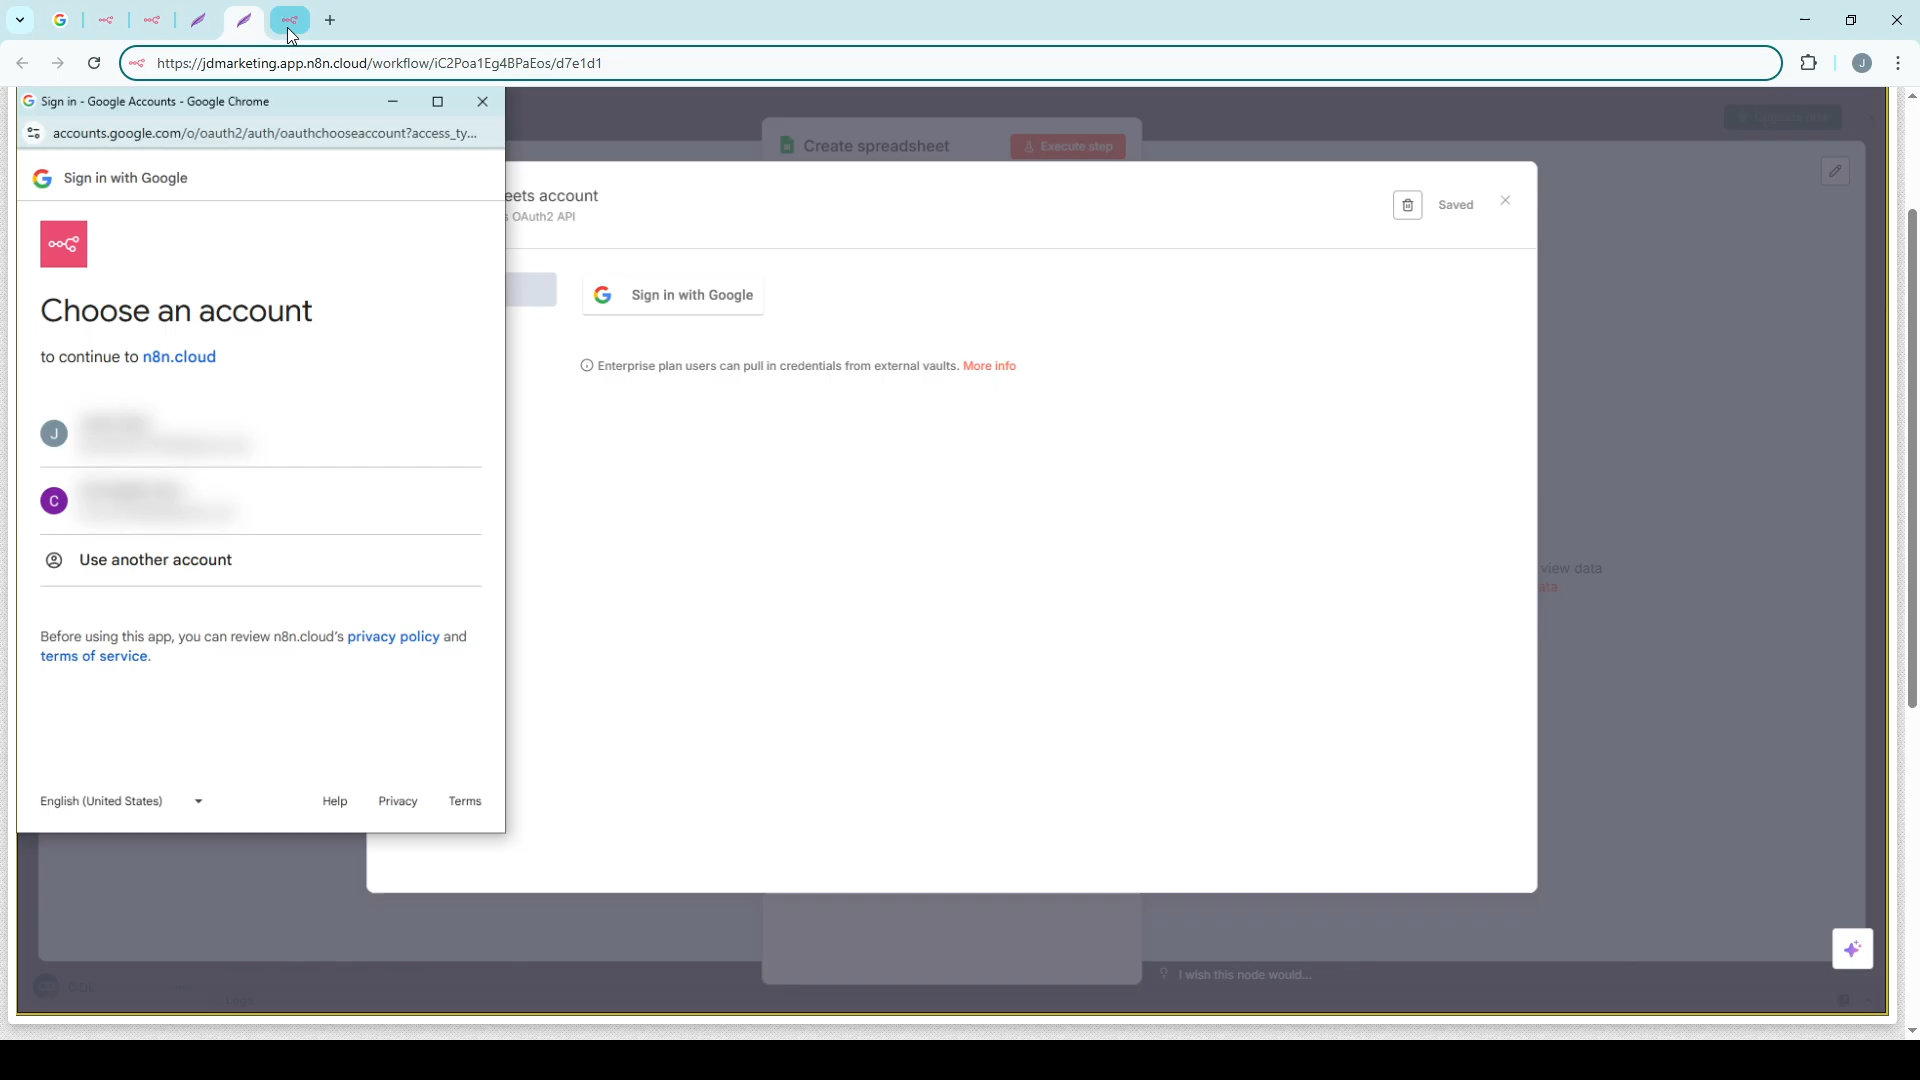 https://jdmarketing.app.n8n.cloud/workflow/iC2Poa1Eg4BPaEos/d7e1d1
J
Sign in - Google Accounts - Google Chrome
accounts.google.com/o/oauth2/auth/oauthchooseaccount?access_ty...
Sign in with Google
Choose an account
to continue to n8n.cloud
J
C
Use another account
Before using this app, you can review n8n.cloud's privacy policy and
terms of service.
English (United States)
Help Privacy Terms
Create spreadsheet
Execute step
eets account
s OAuth2 API
Saved
Sign in with Google
Enterprise plan users can pull in credentials from external vaults. More info
view data
ata
I wish this node would...
Logs